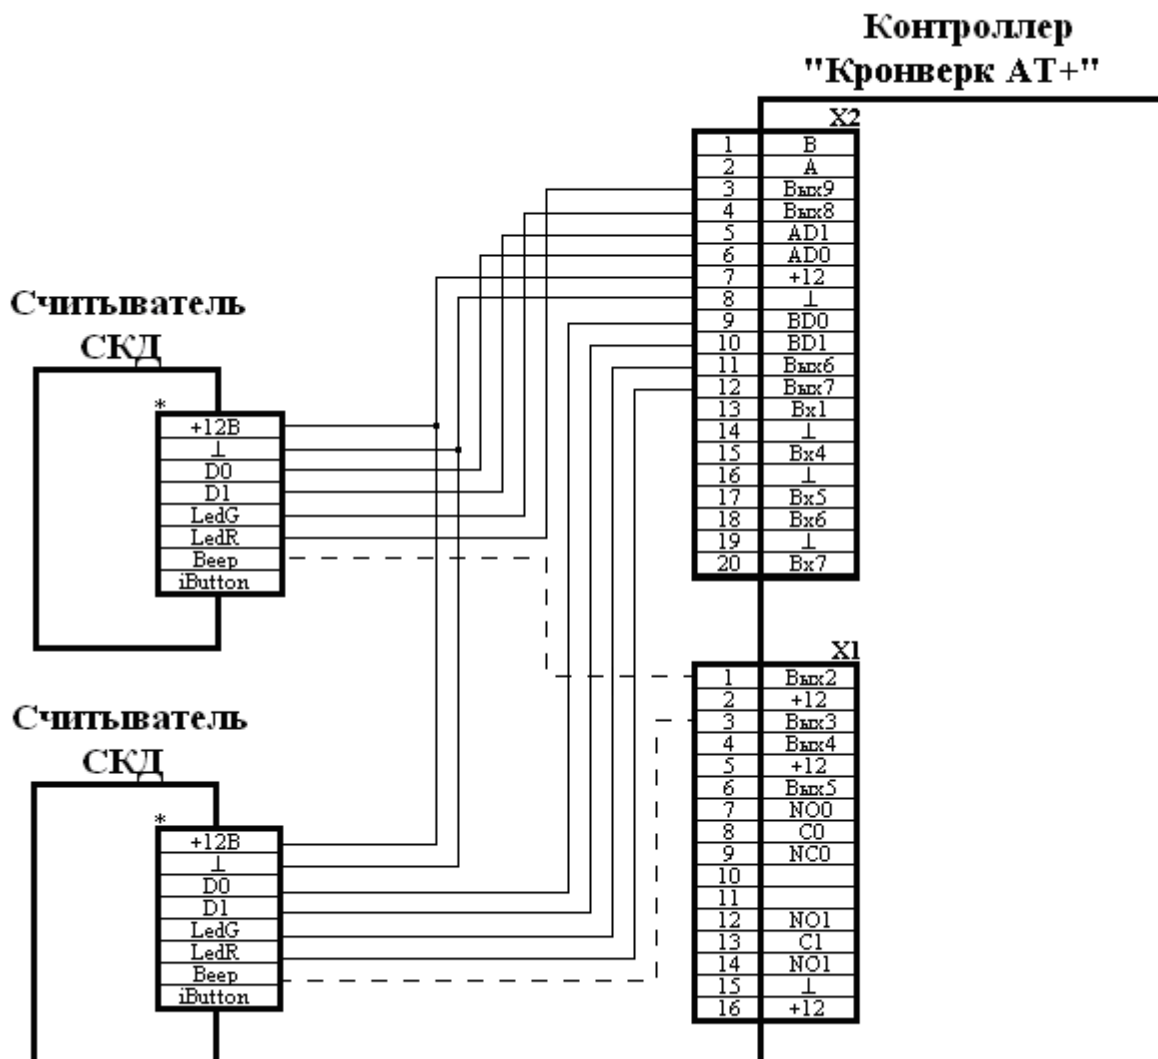 Контроллер
"Кронверк АТ+"
X2
1 B
2 A
3 Вых9
4 Вых8
5 AD1
6 AD0
7 +12
8 ⊥
9 BD0
10 BD1
11 Вых6
12 Вых7
13 Вх1
14 ⊥
15 Вх4
16 ⊥
17 Вх5
18 Вх6
19 ⊥
20 Вх7
Считыватель
СКД
*
+12В
⊥
D0
D1
LedG
LedR
Beep
iButton
X1
1 Вых2
2 +12
3 Вых3
4 Вых4
5 +12
6 Вых5
7 NO0
8 C0
9 NC0
10
11
12 NO1
13 C1
14 NO1
15 ⊥
16 +12
Считыватель
СКД
*
+12В
⊥
D0
D1
LedG
LedR
Beep
iButton